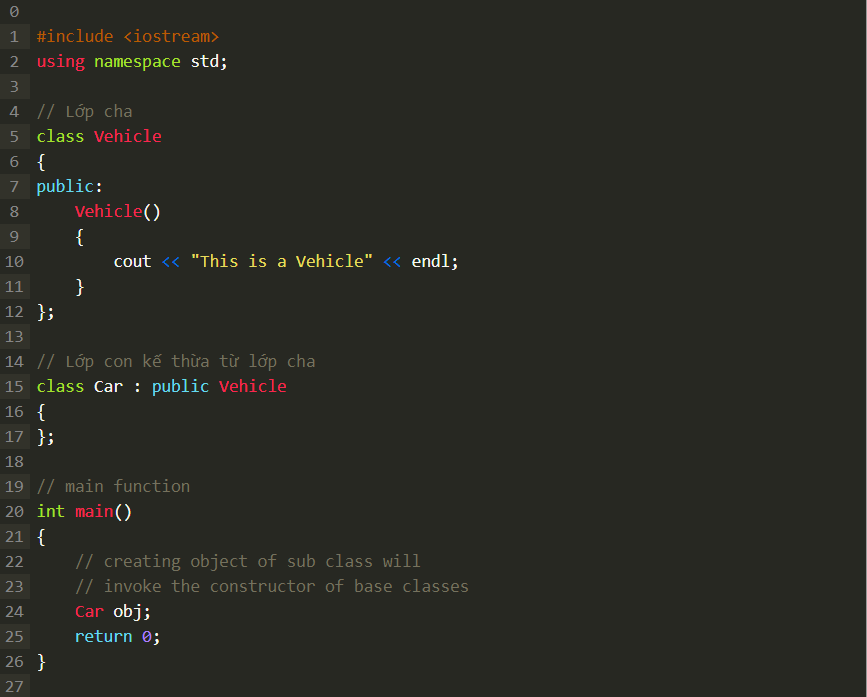 0
1 #include <iostream>
2 using namespace std;
3
4 // Lớp cha
5 class Vehicle
6 {
7 public:
8     Vehicle()
9     {
10         cout << "This is a Vehicle" << endl;
11     }
12 };
13
14 // Lớp con kế thừa từ lớp cha
15 class Car : public Vehicle
16 {
17 };
18
19 // main function
20 int main()
21 {
22     // creating object of sub class will
23     // invoke the constructor of base classes
24     Car obj;
25     return 0;
26 }
27